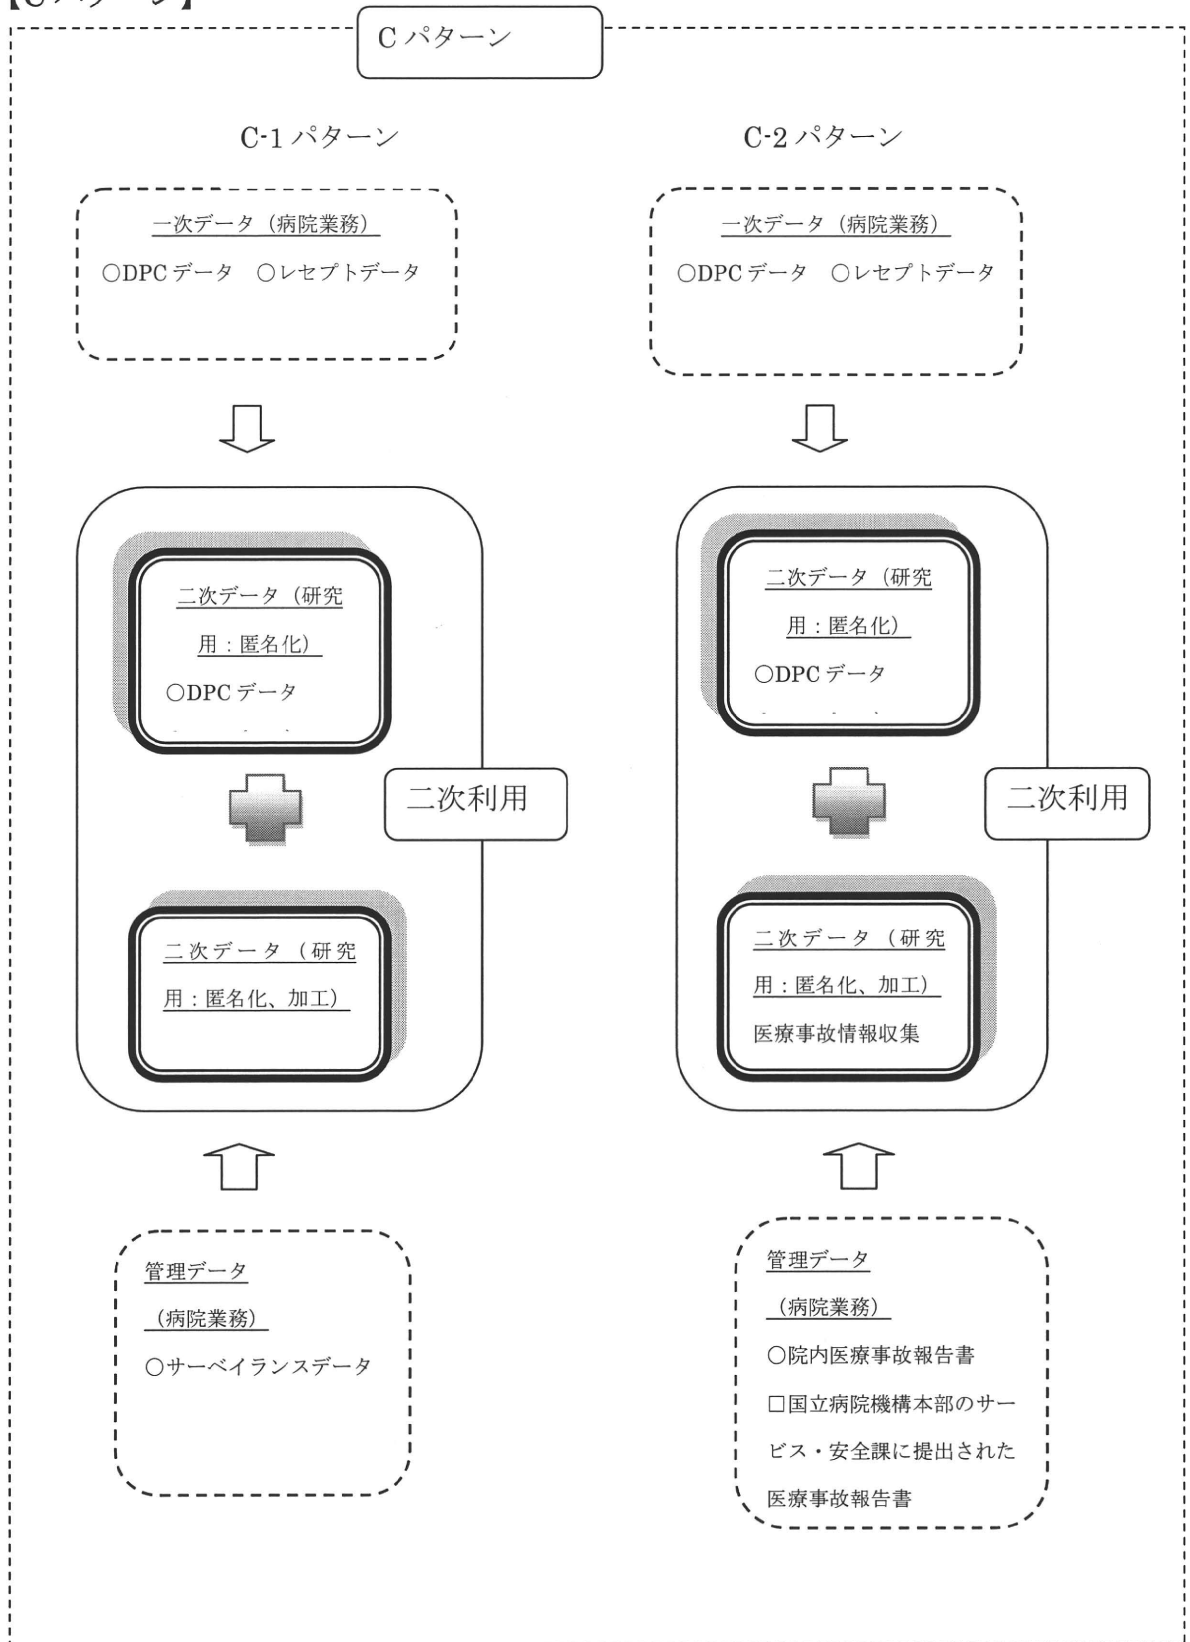 【Cパターン】
Cパターン
C-1パターン
一次データ（病院業務）
○DPCデータ　○レセプトデータ
二次データ（研究
用：匿名化）
○DPCデータ
二次利用
二次データ（研究
用：匿名化、加工）
管理データ
（病院業務）
○サーベイランスデータ
C-2パターン
一次データ（病院業務）
○DPCデータ　○レセプトデータ
二次データ（研究
用：匿名化）
○DPCデータ
二次利用
二次データ（研究
用：匿名化、加工）
医療事故情報収集
管理データ
（病院業務）
○院内医療事故報告書
□国立病院機構本部のサー
ビス・安全課に提出された
医療事故報告書